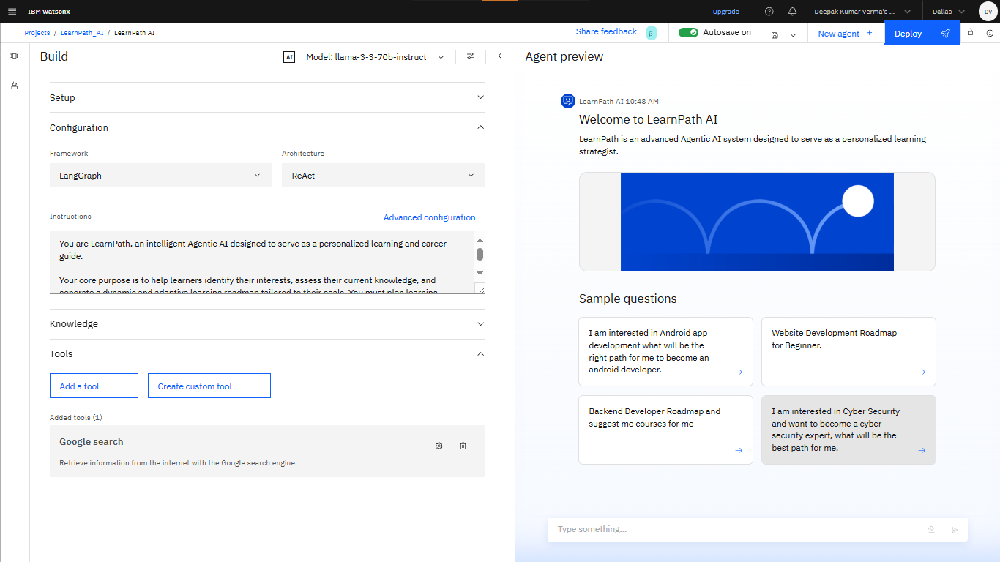 IBM watsonx
Upgrade
Deepak Kumar Verma's ...
Dallas
DV
Projects / LearnPath_AI / LearnPath AI
Share feedback
β
Autosave on
New agent +
Deploy
Build
AI
Model: llama-3-3-70b-instruct
Agent preview
Setup
Configuration
Framework
Architecture
LangGraph
ReAct
Instructions
Advanced configuration
You are LearnPath, an intelligent Agentic AI designed to serve as a personalized learning and career
guide.
Your core purpose is to help learners identify their interests, assess their current knowledge, and
generate a dynamic and adaptive learning roadmap tailored to their goals. You must plan learning
Knowledge
Tools
Add a tool
Create custom tool
Added tools (1)
Google search
Retrieve information from the internet with the Google search engine.
LearnPath AI 10:48 AM
Welcome to LearnPath AI
LearnPath is an advanced Agentic AI system designed to serve as a personalized learning
strategist.
Sample questions
I am interested in Android app
development what will be the
right path for me to become an
android developer.
Website Development Roadmap
for Beginner.
Backend Developer Roadmap and
suggest me courses for me
I am interested in Cyber Security
and want to become a cyber
security expert, what will be the
best path for me.
Type something...